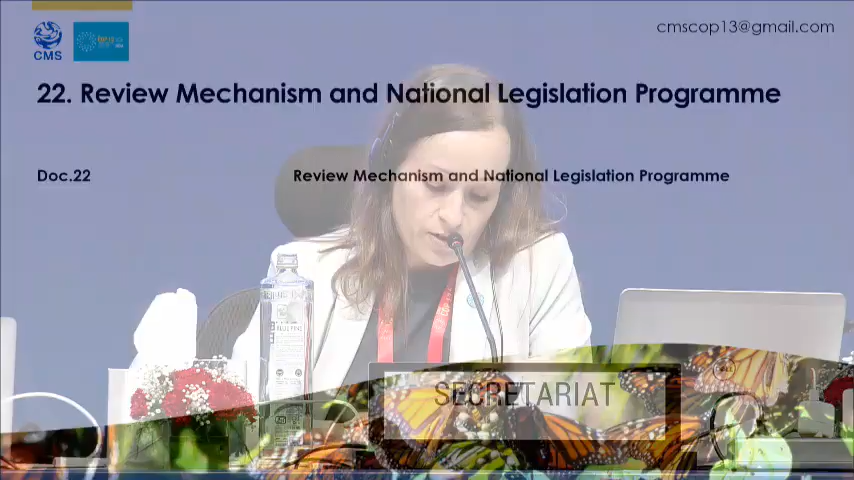 cmscop13@gmail.com
CMS
22. Review Mechanism and National Legislation Programme
Doc.22
Review Mechanism and National Legislation Programme
SECRETARIAT